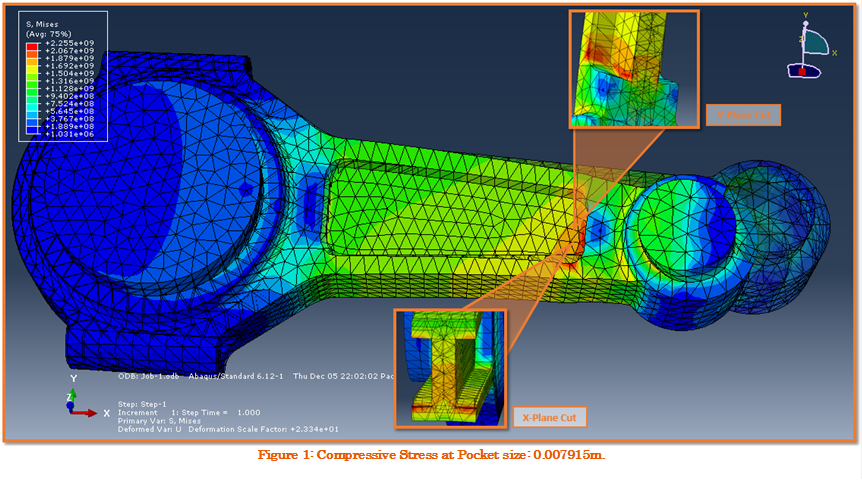 S, Mises
(Avg: 75%)
+2.255e+09
+2.067e+09
+1.879e+09
+1.692e+09
+1.504e+09
+1.316e+09
+1.128e+09
+9.402e+08
+7.524e+08
+5.645e+08
+3.767e+08
+1.889e+08
+1.031e+06
Y
Z
X
Y-Plane Cut
ODB: Job-1.odb Abaqus/Standard 6.12-1 Thu Dec 05 22:02:02 Pac
Y
Z
X
Step: Step-1
Increment 1: Step Time = 1.000
Primary Var: S, Mises
Deformed Var: U Deformation Scale Factor: +2.334e+01
X-Plane Cut
Figure 1: Compressive Stress at Pocket size: 0.007915m.